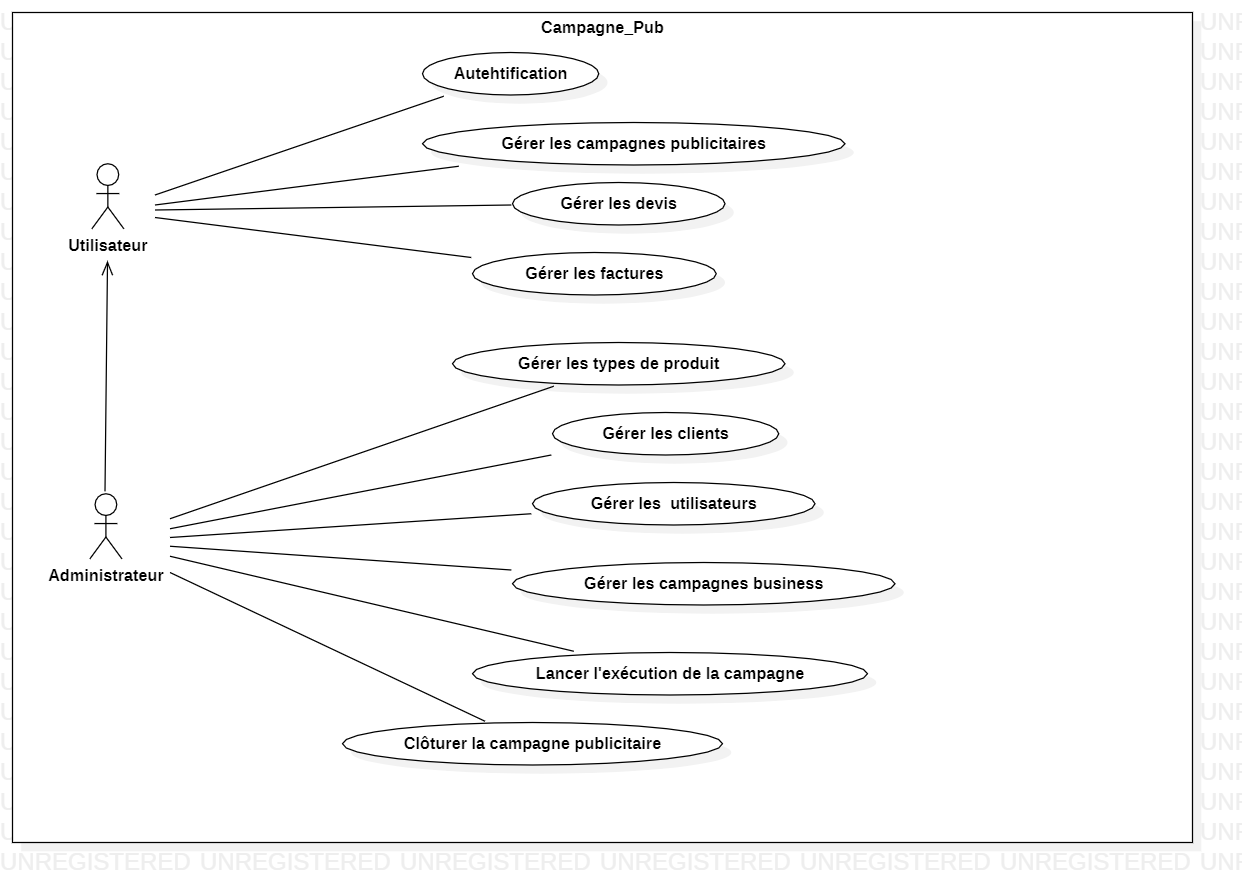 Campagne_Pub
Autehtification
Gérer les campagnes publicitaires
Gérer les devis
Utilisateur
Gérer les factures
Gérer les types de produit
Gérer les clients
Gérer les  utilisateurs
Administrateur
Gérer les campagnes business
Lancer l'exécution de la campagne
Clôturer la campagne publicitaire
UNREGISTERED UNREGISTERED UNREGISTERED UNREGISTERED UNREGISTERED UNREGISTERED